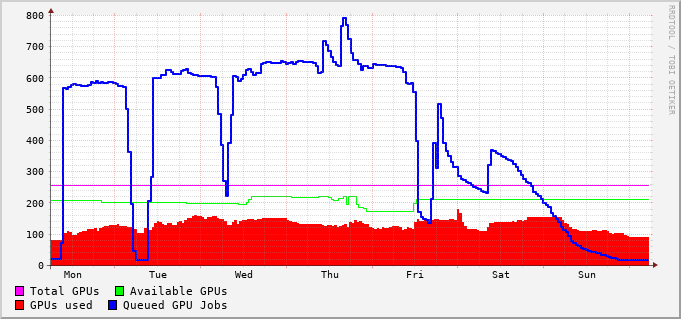 800
700
600
500
400
300
200
100
0
Mon Tue Wed Thu Fri Sat Sun
Total GPUs Available GPUs
GPUs used Queued GPU Jobs
RRDTOOL / TOBI OETIKER